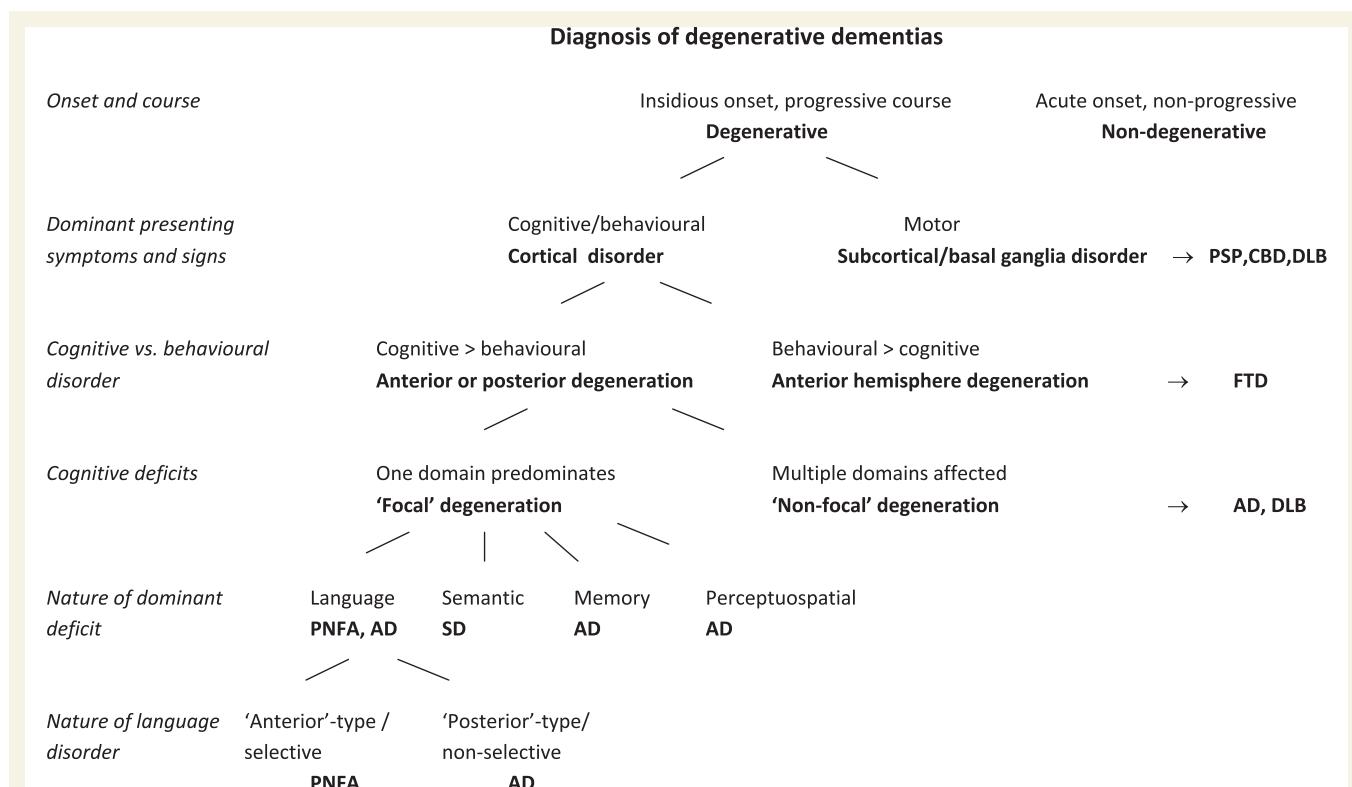 Diagnosis of degenerative dementias
Onset and course Insidious onset, progressive course Acute onset, non-progressive
Degenerative Non-degenerative
Dominant presenting Cognitive/behavioural Motor
symptoms and signs Cortical disorder Subcortical/basal ganglia disorder → PSP,CBD,DLB
Cognitive vs. behavioural Cognitive > behavioural Behavioural > cognitive
disorder Anterior or posterior degeneration Anterior hemisphere degeneration → FTD
Cognitive deficits One domain predominates Multiple domains affected
‘Focal’ degeneration ‘Non-focal’ degeneration → AD, DLB
Nature of dominant Language Semantic Memory Perceptuospatial
deficit PNFA, AD SD AD AD
Nature of language ‘Anterior’-type / ‘Posterior’-type/
disorder selective non-selective
PNFA AD